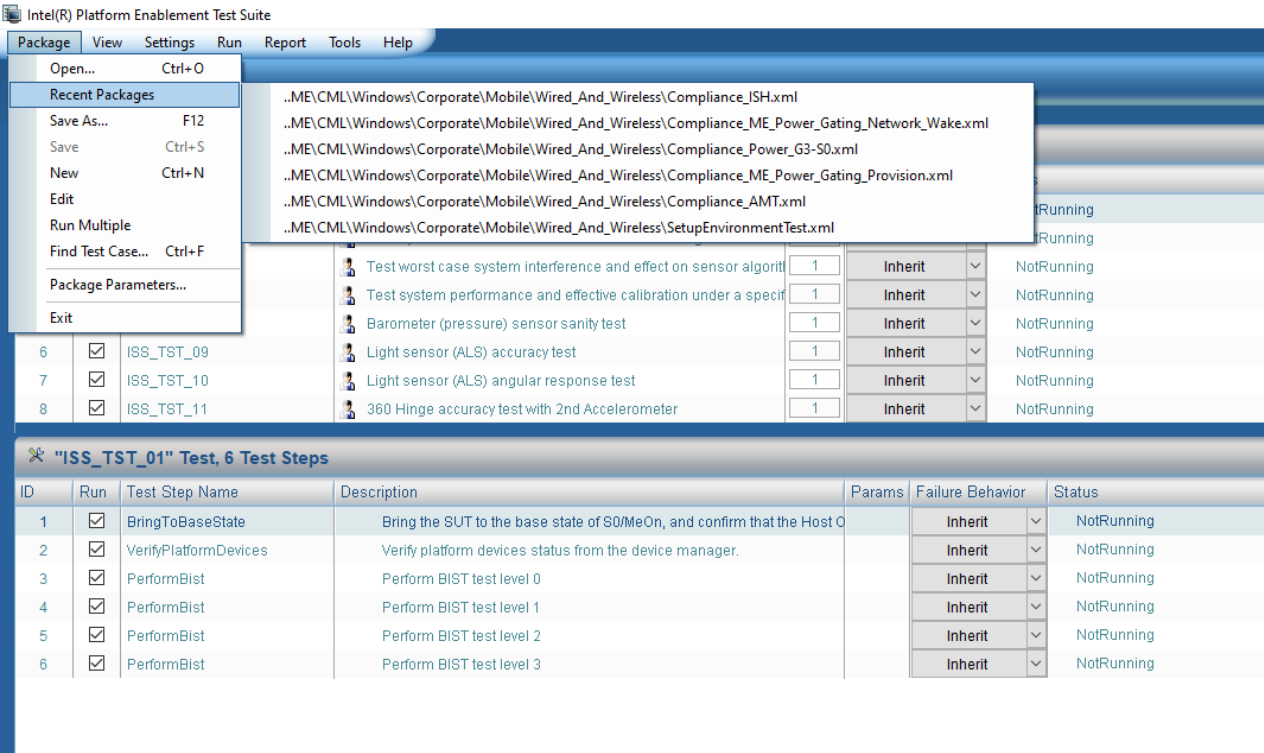 Intel(R) Platform Enablement Test Suite
Package View Settings Run Report Tools Help
Open... Ctrl+O
Recent Packages
Save As... F12
Save Ctrl+S
New Ctrl+N
Edit
Run Multiple
Find Test Case... Ctrl+F
Package Parameters...
Exit
..ME\CML\Windows\Corporate\Mobile\Wired_And_Wireless\Compliance_ISH.xml
..ME\CML\Windows\Corporate\Mobile\Wired_And_Wireless\Compliance_ME_Power_Gating_Network_Wake.xml
..ME\CML\Windows\Corporate\Mobile\Wired_And_Wireless\Compliance_Power_G3-S0.xml
..ME\CML\Windows\Corporate\Mobile\Wired_And_Wireless\Compliance_ME_Power_Gating_Provision.xml
..ME\CML\Windows\Corporate\Mobile\Wired_And_Wireless\Compliance_AMT.xml
..ME\CML\Windows\Corporate\Mobile\Wired_And_Wireless\SetupEnvironmentTest.xml
tRunning
tRunning
Test worst case system interference and effect on sensor algorit 1 Inherit NotRunning
Test system performance and effective calibration under a specif 1 Inherit NotRunning
Barometer (pressure) sensor sanity test 1 Inherit NotRunning
6 ISS_TST_09 Light sensor (ALS) accuracy test 1 Inherit NotRunning
7 ISS_TST_10 Light sensor (ALS) angular response test 1 Inherit NotRunning
8 ISS_TST_11 360 Hinge accuracy test with 2nd Accelerometer 1 Inherit NotRunning
"ISS_TST_01" Test, 6 Test Steps
ID Run Test Step Name Description Params Failure Behavior Status
1 BringToBaseState Bring the SUT to the base state of S0/MeOn, and confirm that the Host O Inherit NotRunning
2 VerifyPlatformDevices Verify platform devices status from the device manager. Inherit NotRunning
3 PerformBist Perform BIST test level 0 Inherit NotRunning
4 PerformBist Perform BIST test level 1 Inherit NotRunning
5 PerformBist Perform BIST test level 2 Inherit NotRunning
6 PerformBist Perform BIST test level 3 Inherit NotRunning